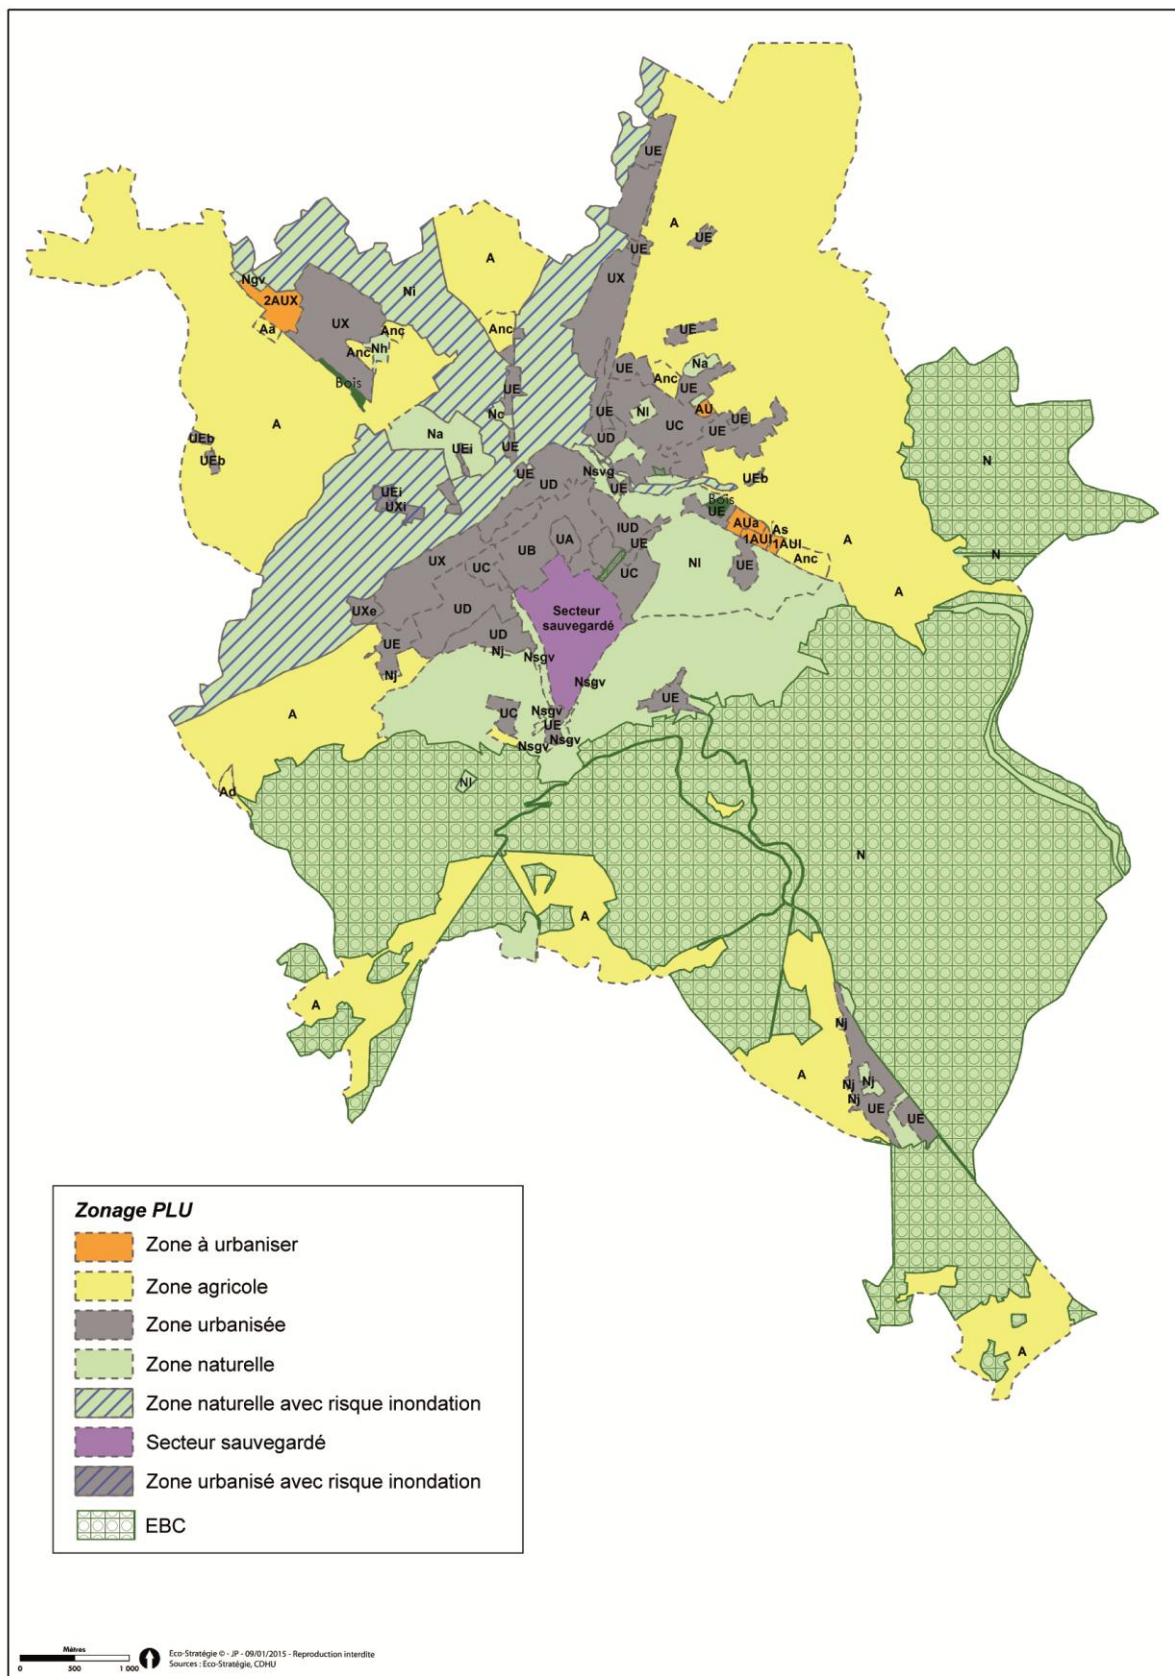 UE
A
UE
UE
A
UX
Ngv
2AUX
Ni
Aa
UX
Anc
Anc
Anc
Nh
Bois
UE
UE
Na
Anc
UE
UE
Nc
UE
Nl
AU
UE
UC
UE
A
Na
UEi
UE
UD
UEb
UEb
UE
UD
Nsvg
UE
UEb
UEi
UXi
Bois
UE
AUa
As
1AUI
1AUI
Anc
A
IUD
UE
UA
UB
UX
UC
UC
Nl
UE
N
N
A
UXe
UD
UD
Secteur
sauvegardé
UE
Nj
Nj
Nsgv
Nsgv
UE
A
UC
Nsgv
UE
Nsgv
Nsgv
Ad
Nl
N
A
A
Nj
A
Nj
Nj
Nj
UE
UE
A
Zonage PLU
Zone à urbaniser
Zone agricole
Zone urbanisée
Zone naturelle
Zone naturelle avec risque inondation
Secteur sauvegardé
Zone urbanisé avec risque inondation
EBC
Mètres
0 500 1 000
Eco-Stratégie © - JP - 09/01/2015 - Reproduction interdite
Sources : Eco-Stratégie, CDHU